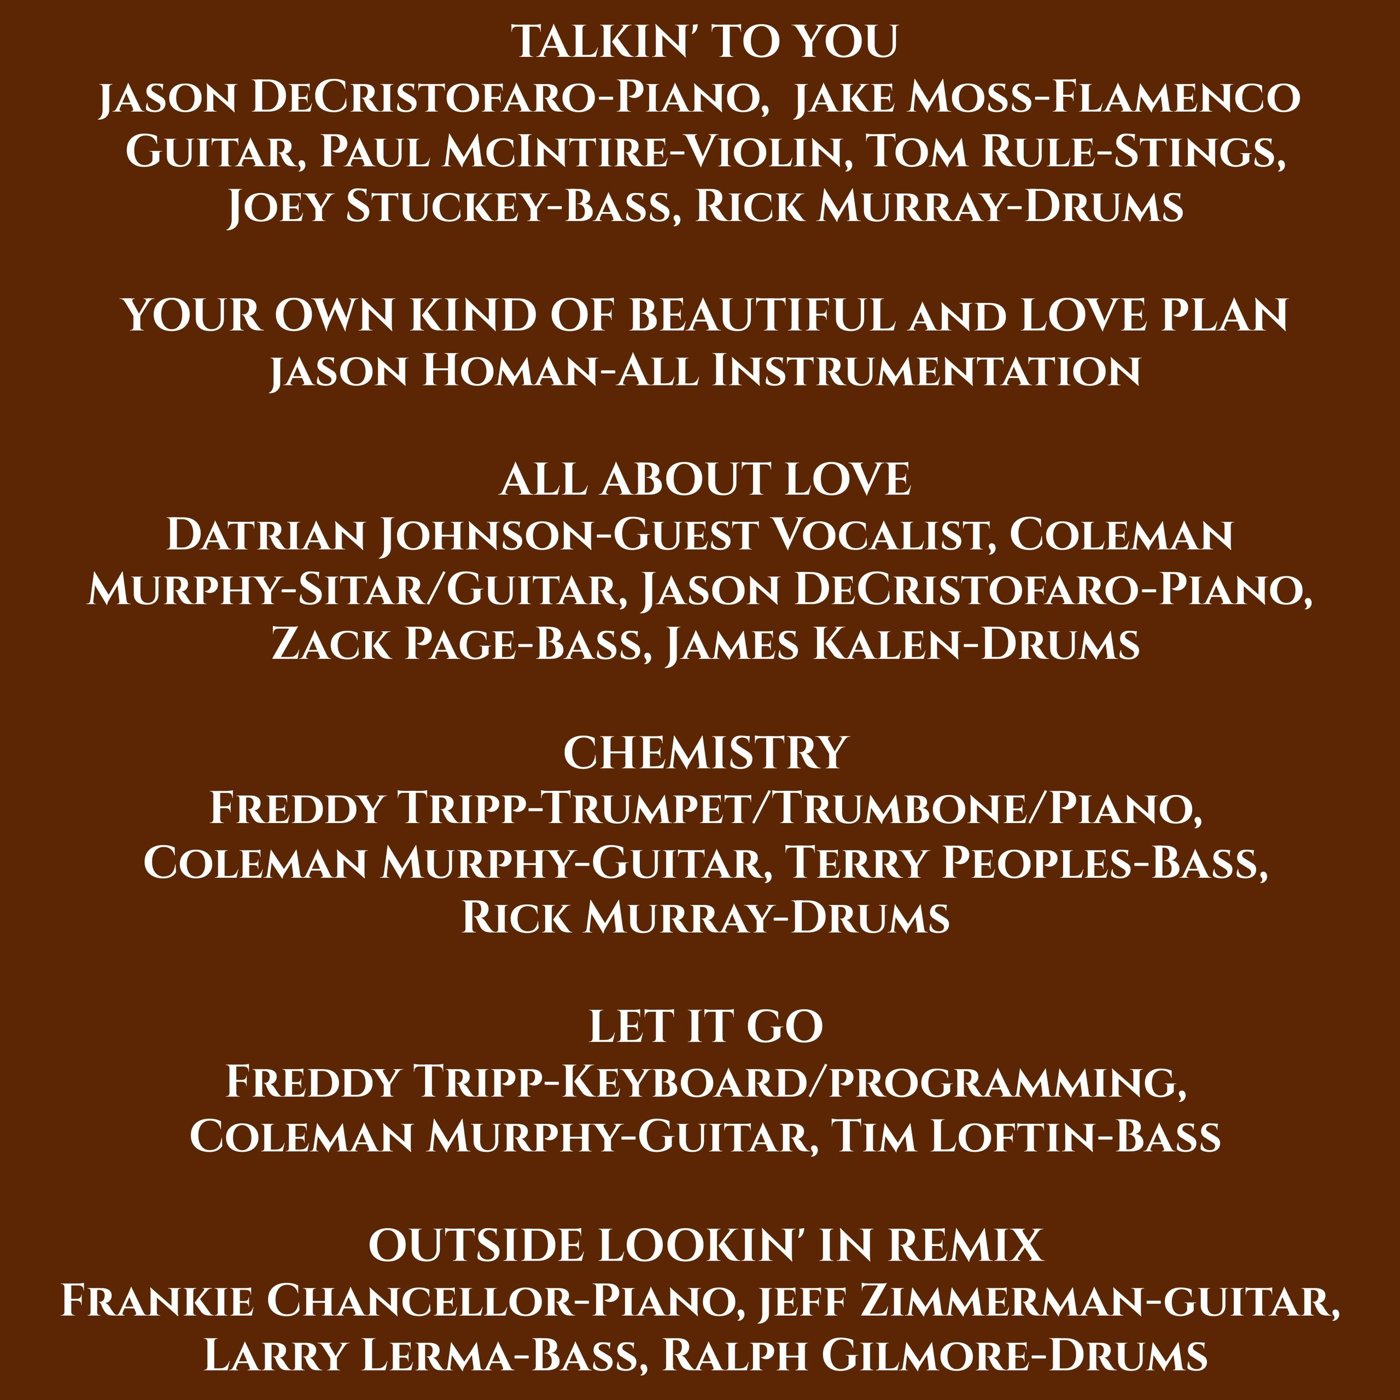 TALKIN' TO YOU
Jason DeCristofaro-Piano, Jake Moss-Flamenco
Guitar, Paul McIntire-Violin, Tom Rule-Stings,
Joey Stuckey-Bass, Rick Murray-Drums
YOUR OWN KIND OF BEAUTIFUL and LOVE PLAN
Jason Homan-All Instrumentation
ALL ABOUT LOVE
Datrian Johnson-Guest Vocalist, Coleman
Murphy-Sitar/Guitar, Jason DeCristofaro-Piano,
Zack Page-Bass, James Kalen-Drums
CHEMISTRY
Freddy Tripp-Trumpet/Trumbone/Piano,
Coleman Murphy-Guitar, Terry Peoples-Bass,
Rick Murray-Drums
LET IT GO
Freddy Tripp-Keyboard/programming,
Coleman Murphy-Guitar, Tim Loftin-Bass
OUTSIDE LOOKIN' IN REMIX
Frankie Chancellor-Piano, jeff Zimmerman-guitar,
Larry Lerma-Bass, Ralph Gilmore-Drums